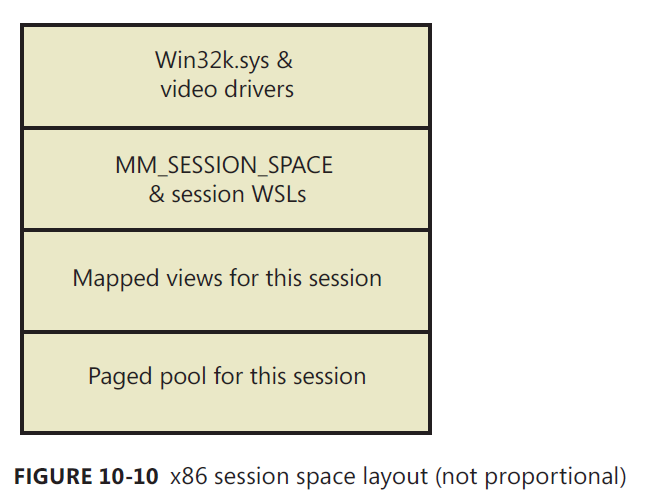 Win32k.sys &
video drivers
MM_SESSION_SPACE
& session WSLs
Mapped views for this session
Paged pool for this session
FIGURE 10-10 x86 session space layout (not proportional)